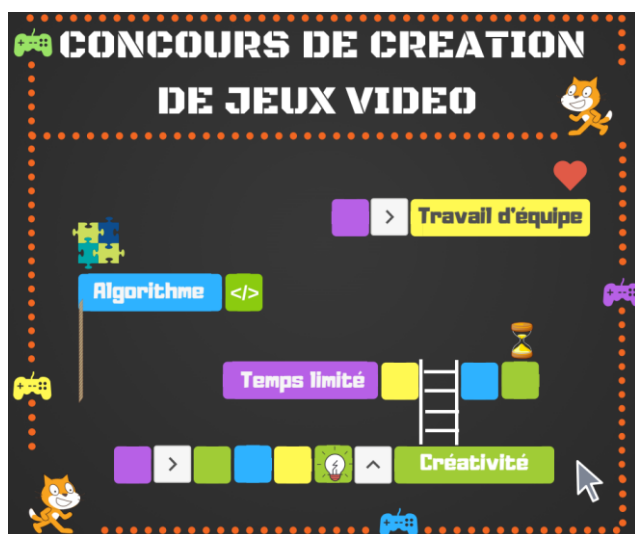 CONCOURS DE CREATION
DE JEUX VIDEO
> Travail d'équipe
Algorithme </>
Temps limité
> ^ Créativité